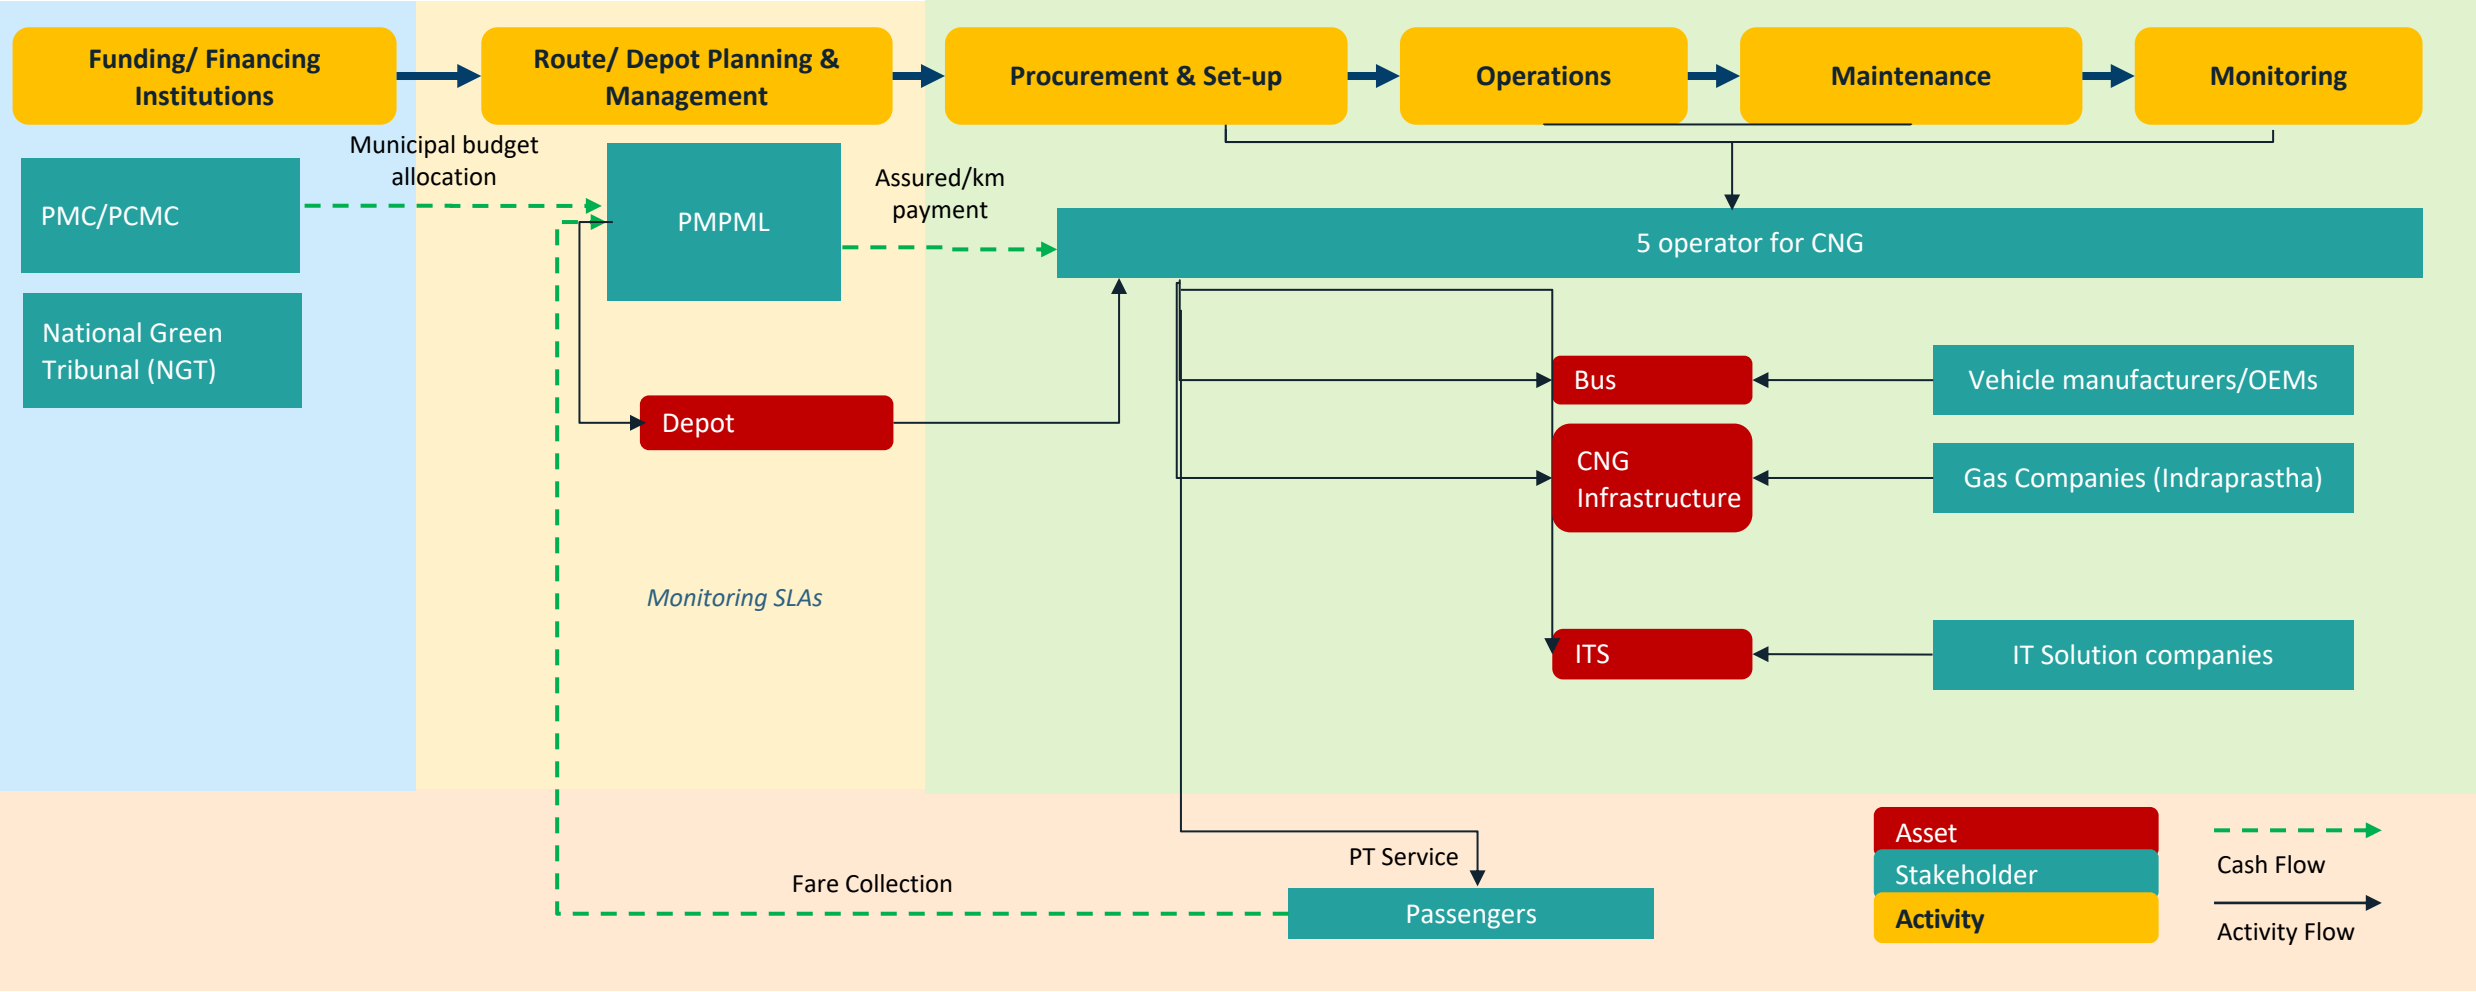 Funding/ Financing
Institutions
Route/ Depot Planning &
Management
Procurement & Set-up
Operations
Maintenance
Monitoring
Municipal budget
allocation
PMC/PCMC
PMPML
Assured/km
payment
5 operator for CNG
National Green
Tribunal (NGT)
Bus
Vehicle manufacturers/OEMs
Depot
CNG
Infrastructure
Gas Companies (Indraprastha)
Monitoring SLAs
ITS
IT Solution companies
PT Service
Fare Collection
Passengers
Asset
Stakeholder
Activity
Cash Flow
Activity Flow